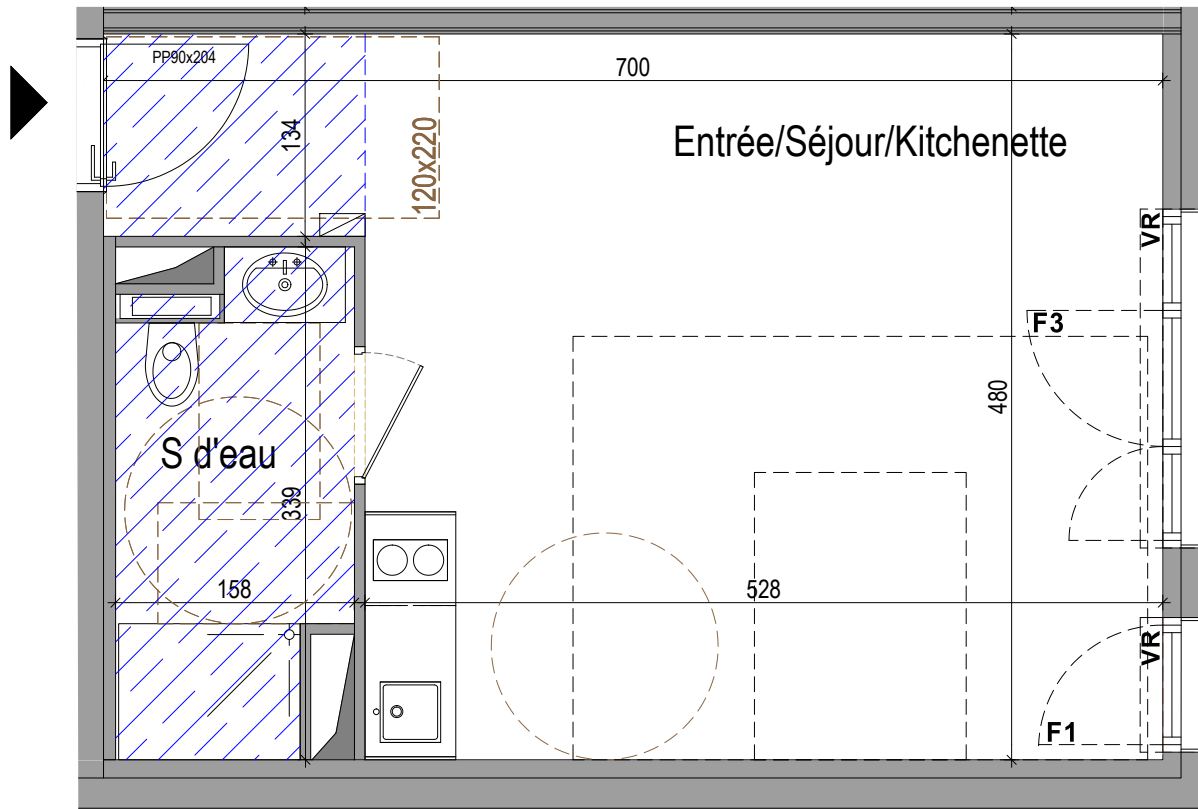 PP90x204
700
134
120x220
Entrée/Séjour/Kitchenette
VR
F3
480
S d'eau
339
158
528
VR
F1